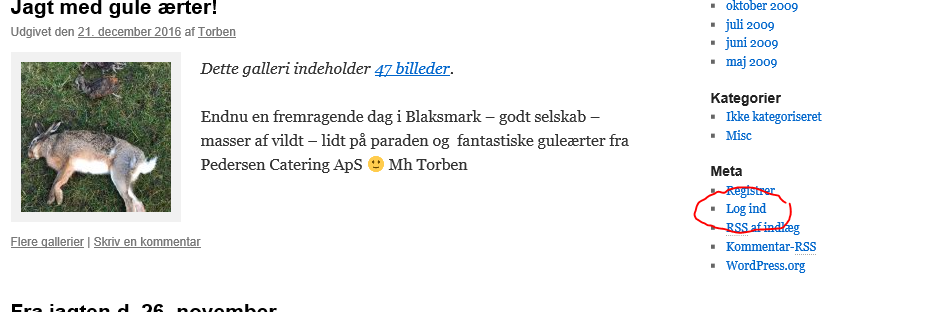 Jagt med gule ærter!
Udgivet den 21. december 2016 af Torben
Dette galleri indeholder 47 billeder.
Endnu en fremragende dag i Blaksmark – godt selskab –
masser af vildt – lidt på paraden og  fantastiske guleærter fra
Pedersen Catering ApS 🙂 Mh Torben
Flere gallerier | Skriv en kommentar
Fra jagten d. 26. november
oktober 2009
juli 2009
juni 2009
maj 2009
Kategorier
Ikke kategoriseret
Misc
Meta
Registrer
Log ind
RSS af indlæg
Kommentar-RSS
WordPress.org